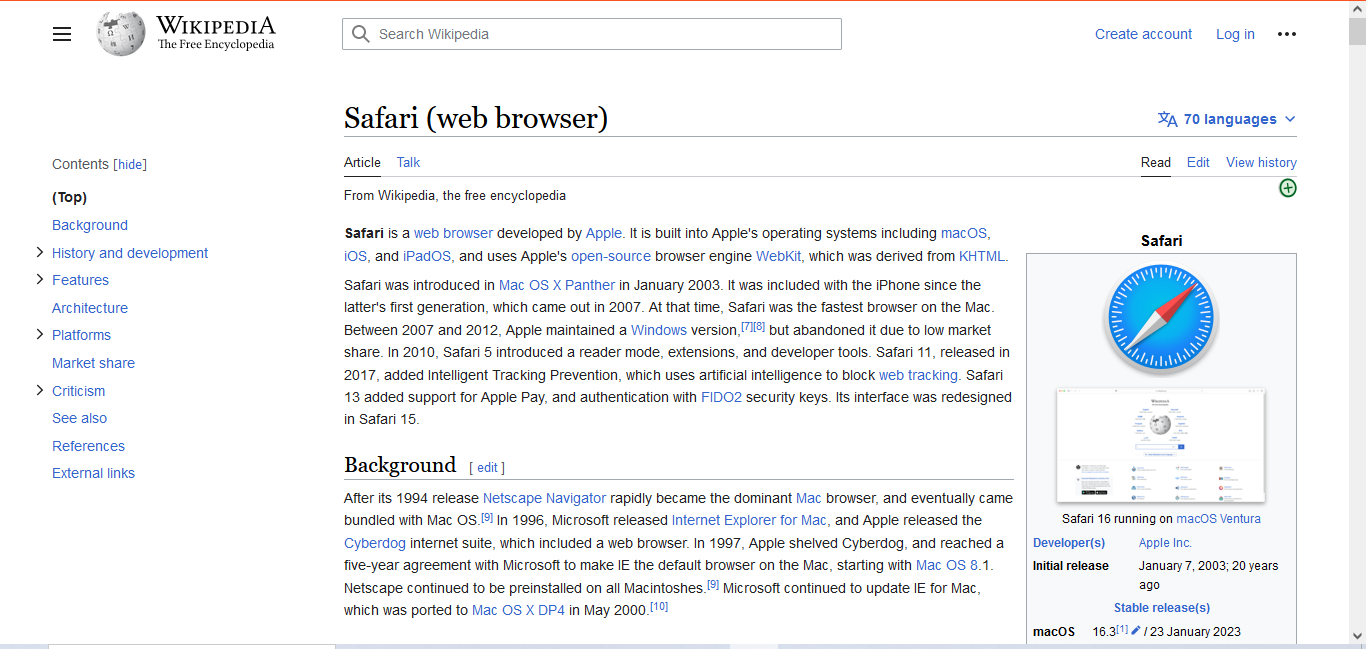 WIKIPEDIA
The Free Encyclopedia
Search Wikipedia
Create account
Log in
Safari (web browser)
70 languages
Article
Talk
Read
Edit
View history
From Wikipedia, the free encyclopedia
Contents [hide]
(Top)
Background
History and development
Features
Architecture
Platforms
Market share
Criticism
See also
References
External links
Safari is a web browser developed by Apple. It is built into Apple's operating systems including macOS,
iOS, and iPadOS, and uses Apple's open-source browser engine WebKit, which was derived from KHTML.
Safari was introduced in Mac OS X Panther in January 2003. It was included with the iPhone since the
latter's first generation, which came out in 2007. At that time, Safari was the fastest browser on the Mac.
Between 2007 and 2012, Apple maintained a Windows version,[7][8] but abandoned it due to low market
share. In 2010, Safari 5 introduced a reader mode, extensions, and developer tools. Safari 11, released in
2017, added Intelligent Tracking Prevention, which uses artificial intelligence to block web tracking. Safari
13 added support for Apple Pay, and authentication with FIDO2 security keys. Its interface was redesigned
in Safari 15.
Background [ edit ]
After its 1994 release Netscape Navigator rapidly became the dominant Mac browser, and eventually came
bundled with Mac OS.[9] In 1996, Microsoft released Internet Explorer for Mac, and Apple released the
Cyberdog internet suite, which included a web browser. In 1997, Apple shelved Cyberdog, and reached a
five-year agreement with Microsoft to make IE the default browser on the Mac, starting with Mac OS 8.1.
Netscape continued to be preinstalled on all Macintoshes.[9] Microsoft continued to update IE for Mac,
which was ported to Mac OS X DP4 in May 2000.[10]
Safari
Safari 16 running on macOS Ventura
Developer(s) Apple Inc.
Initial release January 7, 2003; 20 years
ago
Stable release(s)
macOS 16.3[1] / 23 January 2023